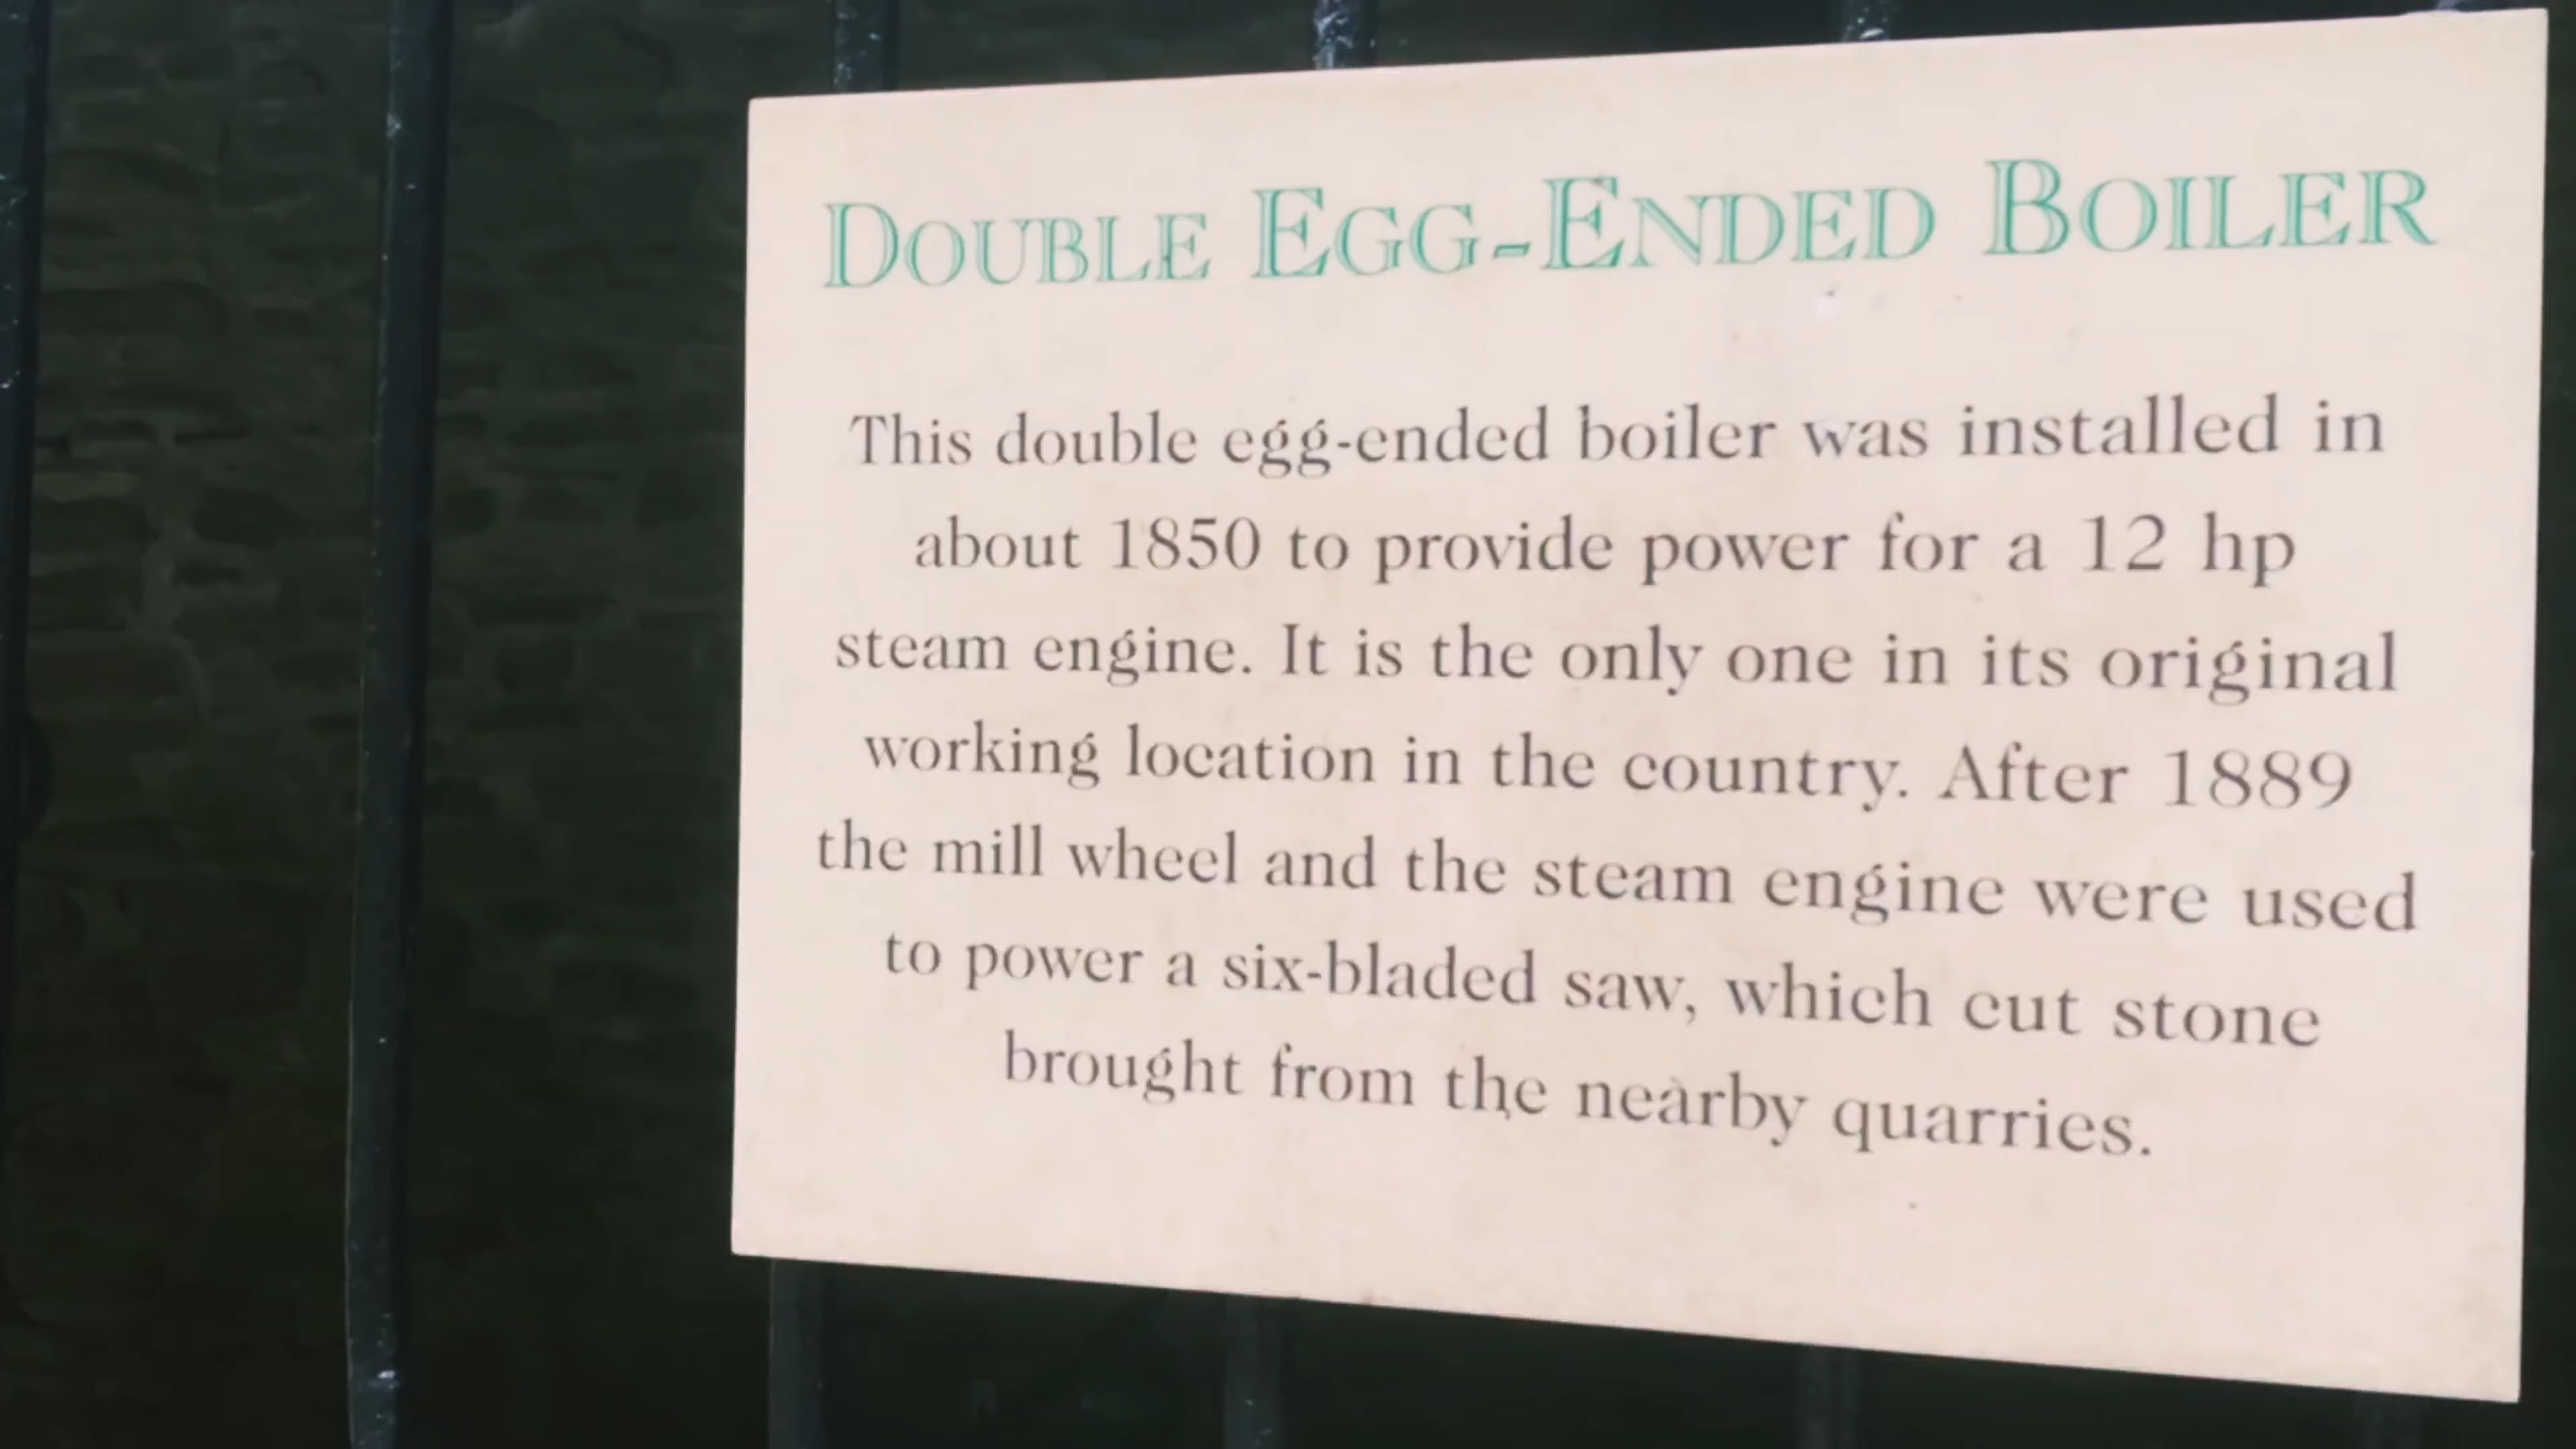 DOUBLE EGG-ENDED BOILER
This double egg-ended boiler was installed in
about 1850 to provide power for a 12 hp
steam engine. It is the only one in its original
working location in the country. After 1889
the mill wheel and the steam engine were used
to power a six-bladed saw, which cut stone
brought from the nearby quarries.